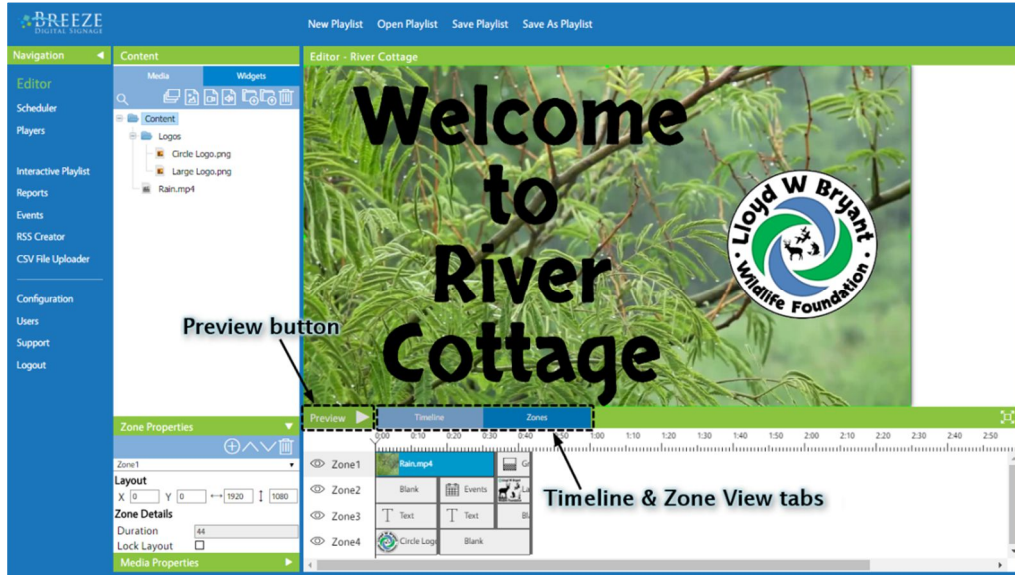 BREEZE
DIGITAL SIGNAGE
New Playlist Open Playlist Save Playlist Save As Playlist
Navigation
Editor
Scheduler
Players
Interactive Playlist
Reports
Events
RSS Creator
CSV File Uploader
Configuration
Users
Support
Logout
Content
Media Widgets
Content
Logos
Circle Logo.png
Large Logo.png
Rain.mp4
Editor - River Cottage
Welcome
to
River
Cottage
Lloyd W Bryant
Wildlife Foundation
Preview button
Zone Properties
Zone1
Layout
X 0 Y 0 1920 1080
Zone Details
Duration 44
Lock Layout
Media Properties
Preview Timeline Zones
0:00 0:10 0:20 0:30 0:40 0:50 1:00 1:10 1:20 1:30 1:40 1:50 2:00 2:10 2:20 2:30 2:40 2:50
Zone1 Rain.mp4 Gr
Zone2 Blank Events La
Zone3 T Text T Text Bl
Zone4 Circle Logo Blank
Timeline & Zone View tabs